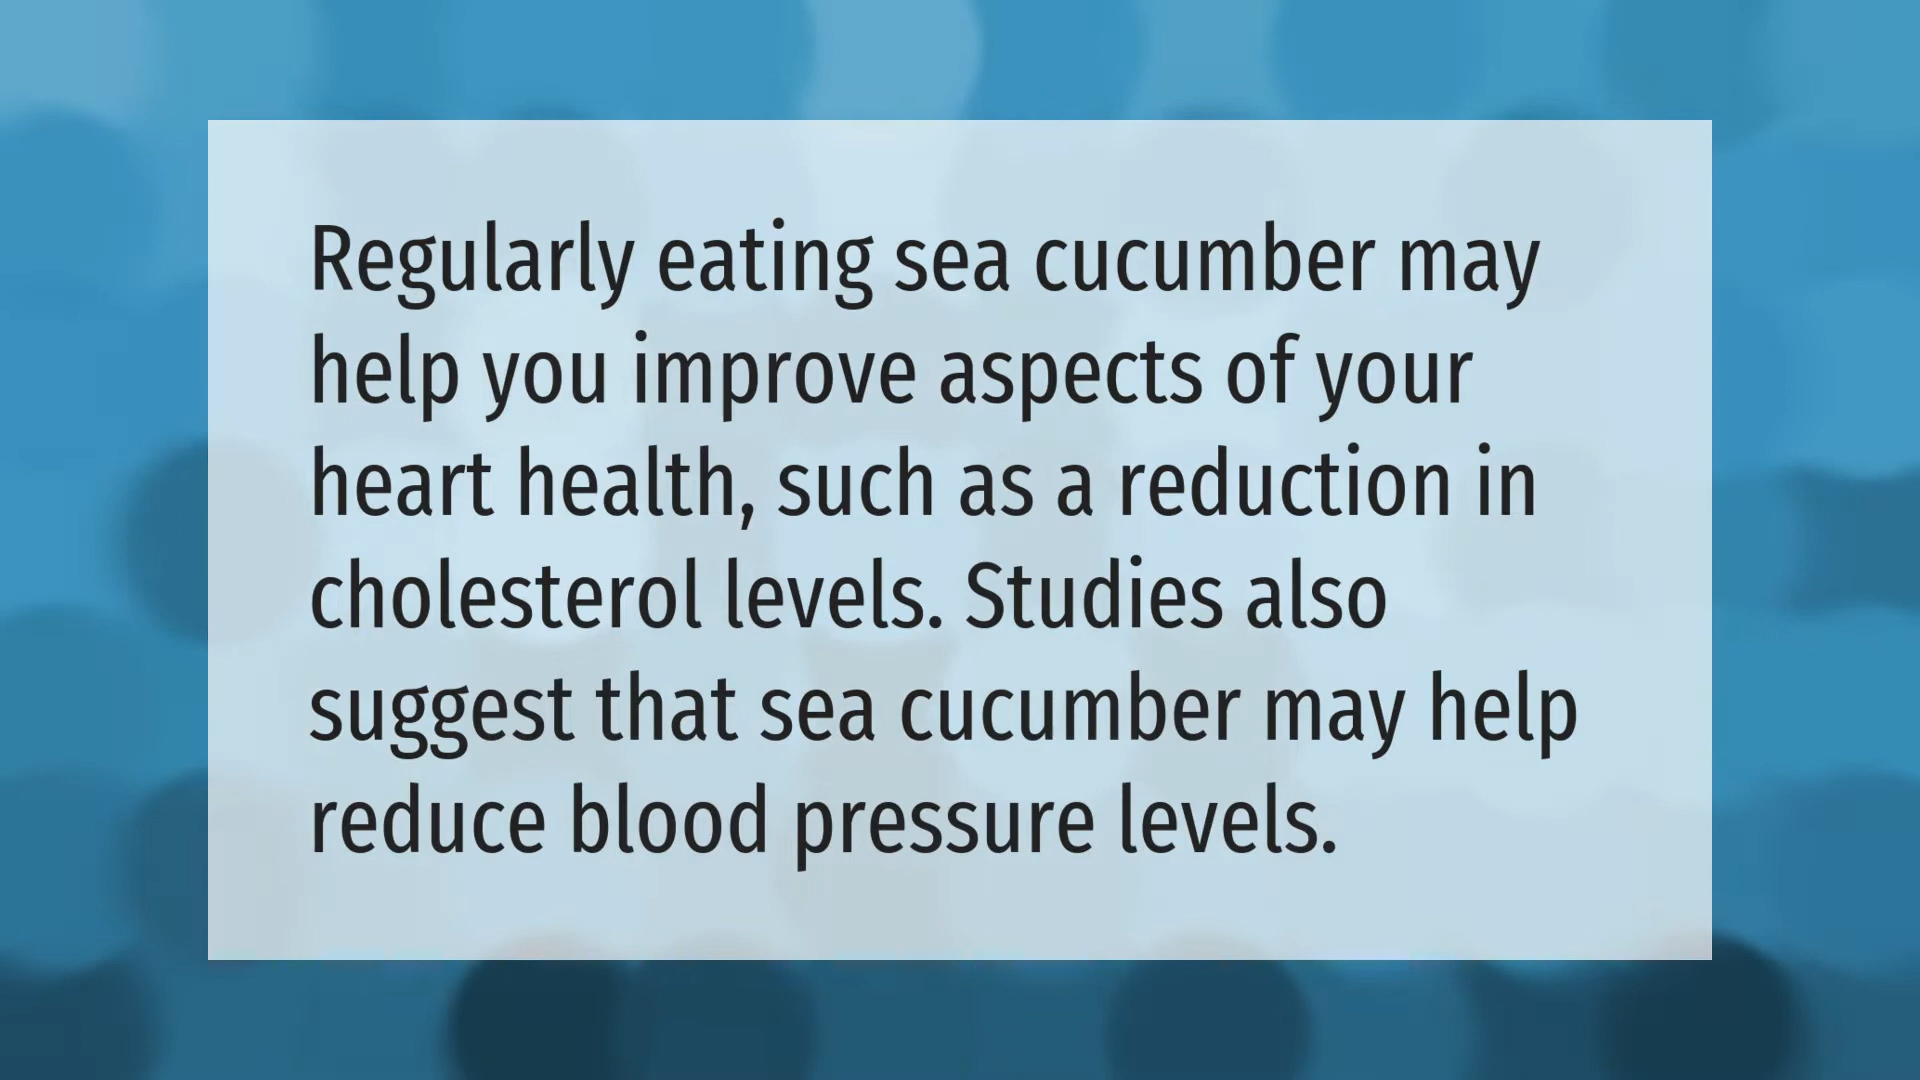 Regularly eating sea cucumber may
help you improve aspects of your
heart health, such as a reduction in
cholesterol levels. Studies also
suggest that sea cucumber may help
reduce blood pressure levels.